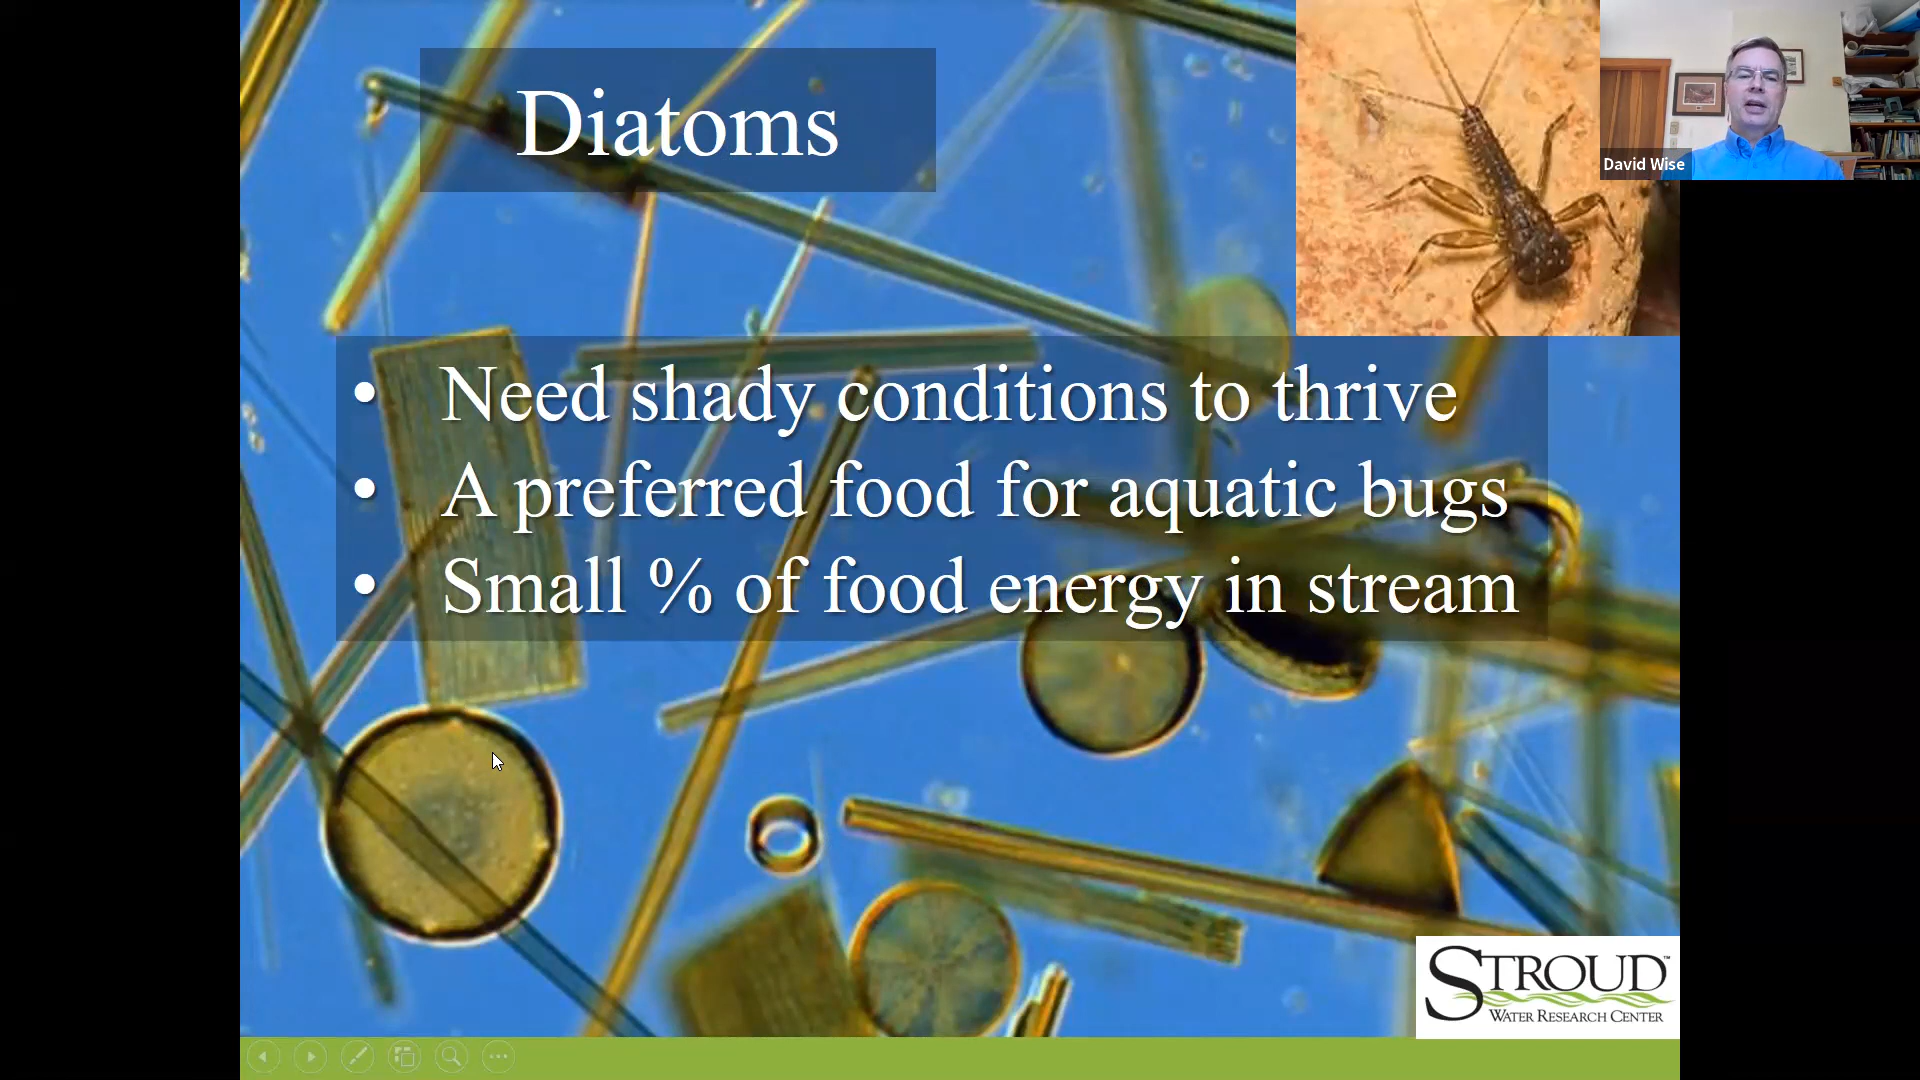 Diatoms
David Wise
• Need shady conditions to thrive
• A preferred food for aquatic bugs
• Small % of food energy in stream
STROUD™
WATER RESEARCH CENTER